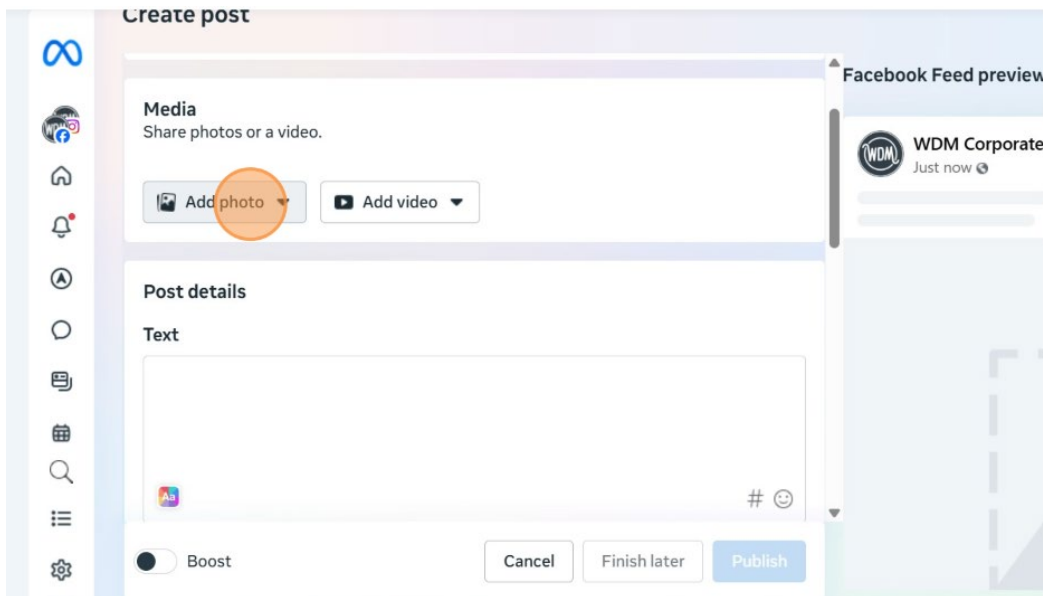 Create post
Facebook Feed preview
Media
Share photos or a video.
WDM
WDM Corporate
Just now
Add photo
Add video
Post details
Text
Aa
#
Boost
Cancel
Finish later
Publish